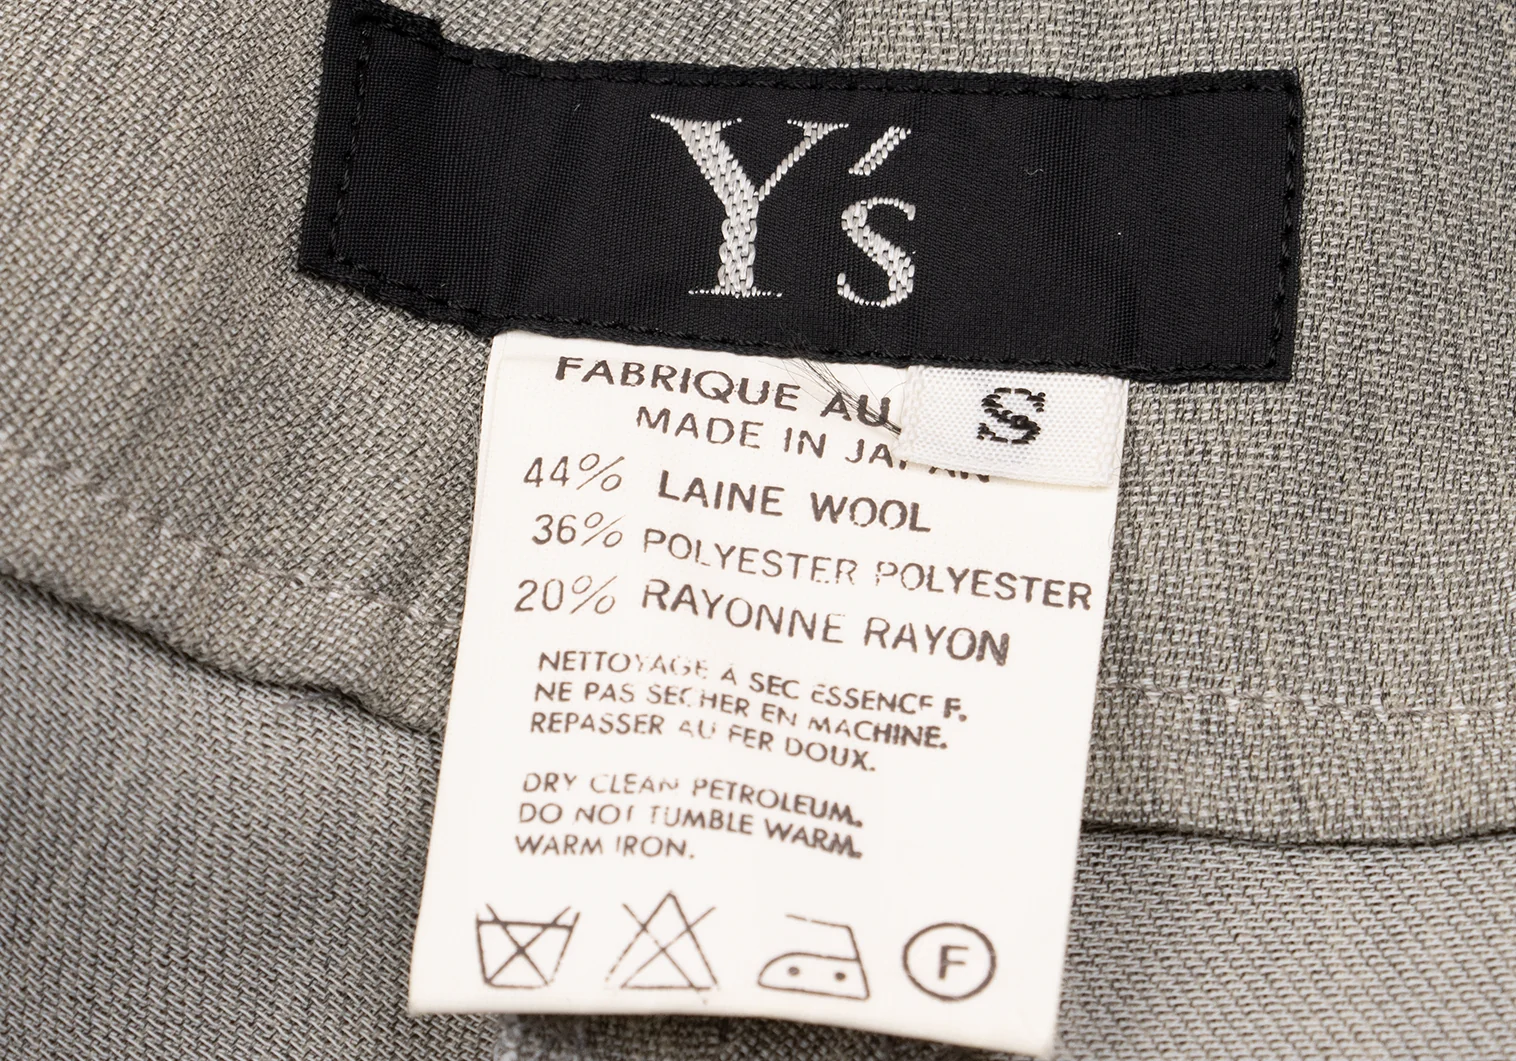 Y's
S
FABRIQUE AU
MADE IN JAPAN
44% LAINE WOOL
36% POLYESTER POLYESTER
20% RAYONNE RAYON
NETTOYAGE À SEC ESSENCE F.
NE PAS SECHER EN MACHINE.
REPASSER AU FER DOUX.
DRY CLEAN PETROLEUM.
DO NOT TUMBLE WARM.
WARM IRON.
F